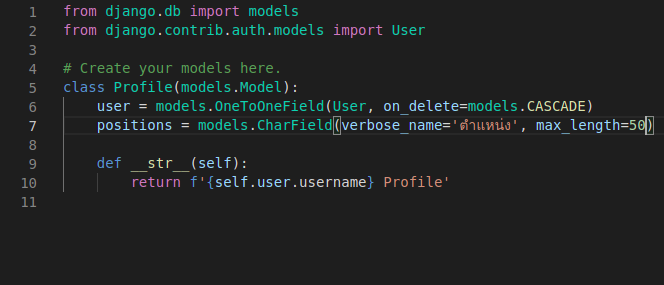 1 from django.db import models
2 from django.contrib.auth.models import User
3
4 # Create your models here.
5 class Profile(models.Model):
6     user = models.OneToOneField(User, on_delete=models.CASCADE)
7     positions = models.CharField(verbose_name='ตำแหน่ง', max_length=50)
8
9     def __str__(self):
10         return f'{self.user.username} Profile'
11